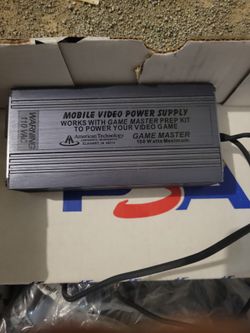 MOBILE VIDEO POWER SUPPLY
WORKS WITH GAME MASTER PREP KIT
TO POWER YOUR VIDEO GAME
American Technology
GAME MASTER
150 Watts Maximum
WARNING
110 VAC